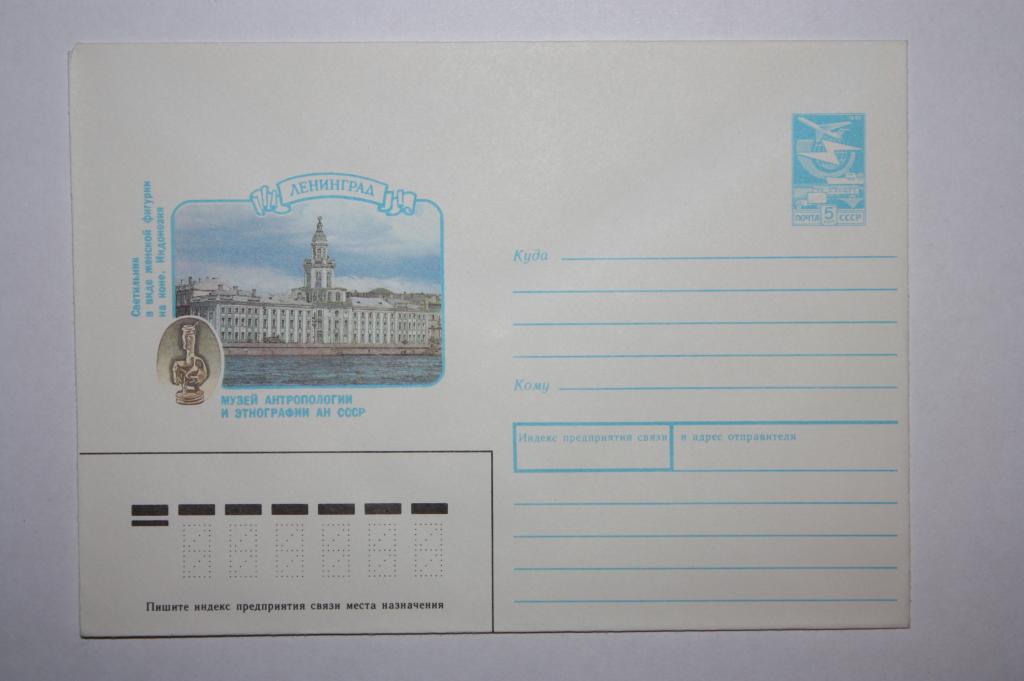 ЛЕНИНГРАД
Светильник
в виде женской фигурки
на коне. Индонезия
МУЗЕЙ АНТРОПОЛОГИИ
И ЭТНОГРАФИИ АН СССР
ПОЧТА 5 СССР
Куда
Кому
Индекс предприятия связи и адрес отправителя
Пишите индекс предприятия связи места назначения